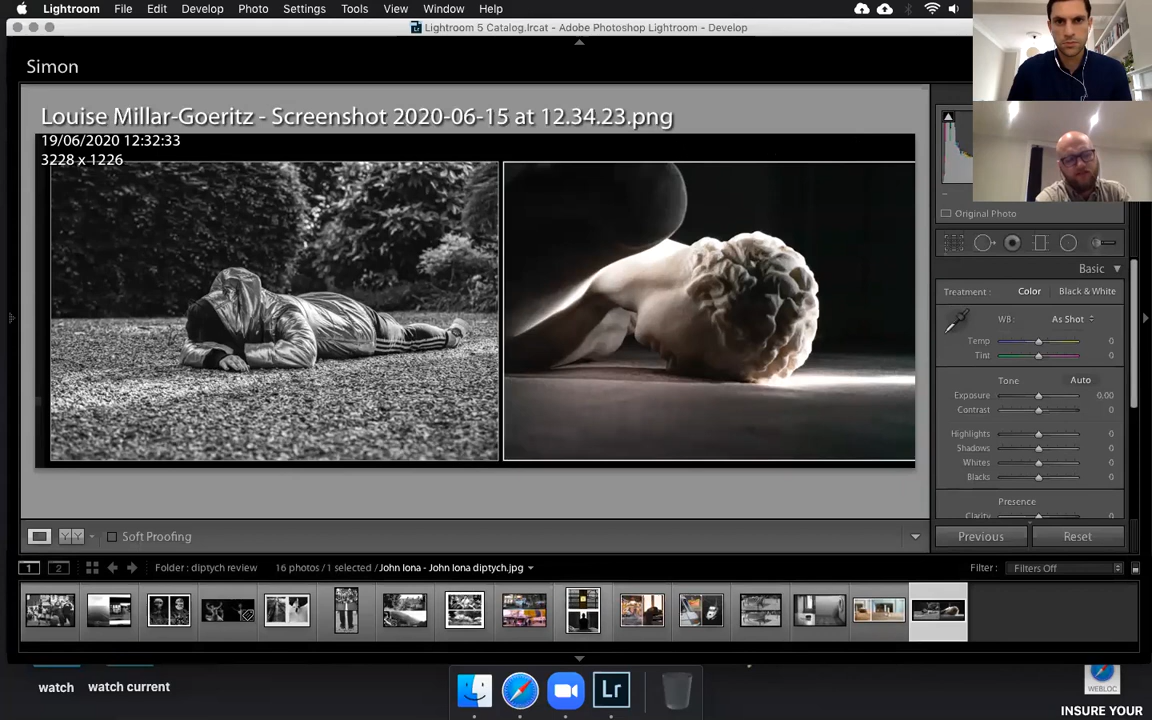 Lightroom File Edit Develop Photo Settings Tools View Window Help
Lightroom 5 Catalog.lrcat - Adobe Photoshop Lightroom - Develop
Simon
Louise Millar-Goeritz - Screenshot 2020-06-15 at 12.34.23.png
19/06/2020 12:32:33
3228 x 1226
Original Photo
Basic
Treatment : Color Black & White
WB: As Shot
Temp 0
Tint 0
Tone Auto
Exposure 0.00
Contrast 0
Highlights 0
Shadows 0
Whites 0
Blacks 0
Presence
Clarity
Soft Proofing
Previous Reset
1 2 Folder : diptych review 16 photos / 1 selected / John Iona - John Iona diptych.jpg Filter : Filters Off
watch
watch current
Lr
WEBLOC
INSURE YOUR